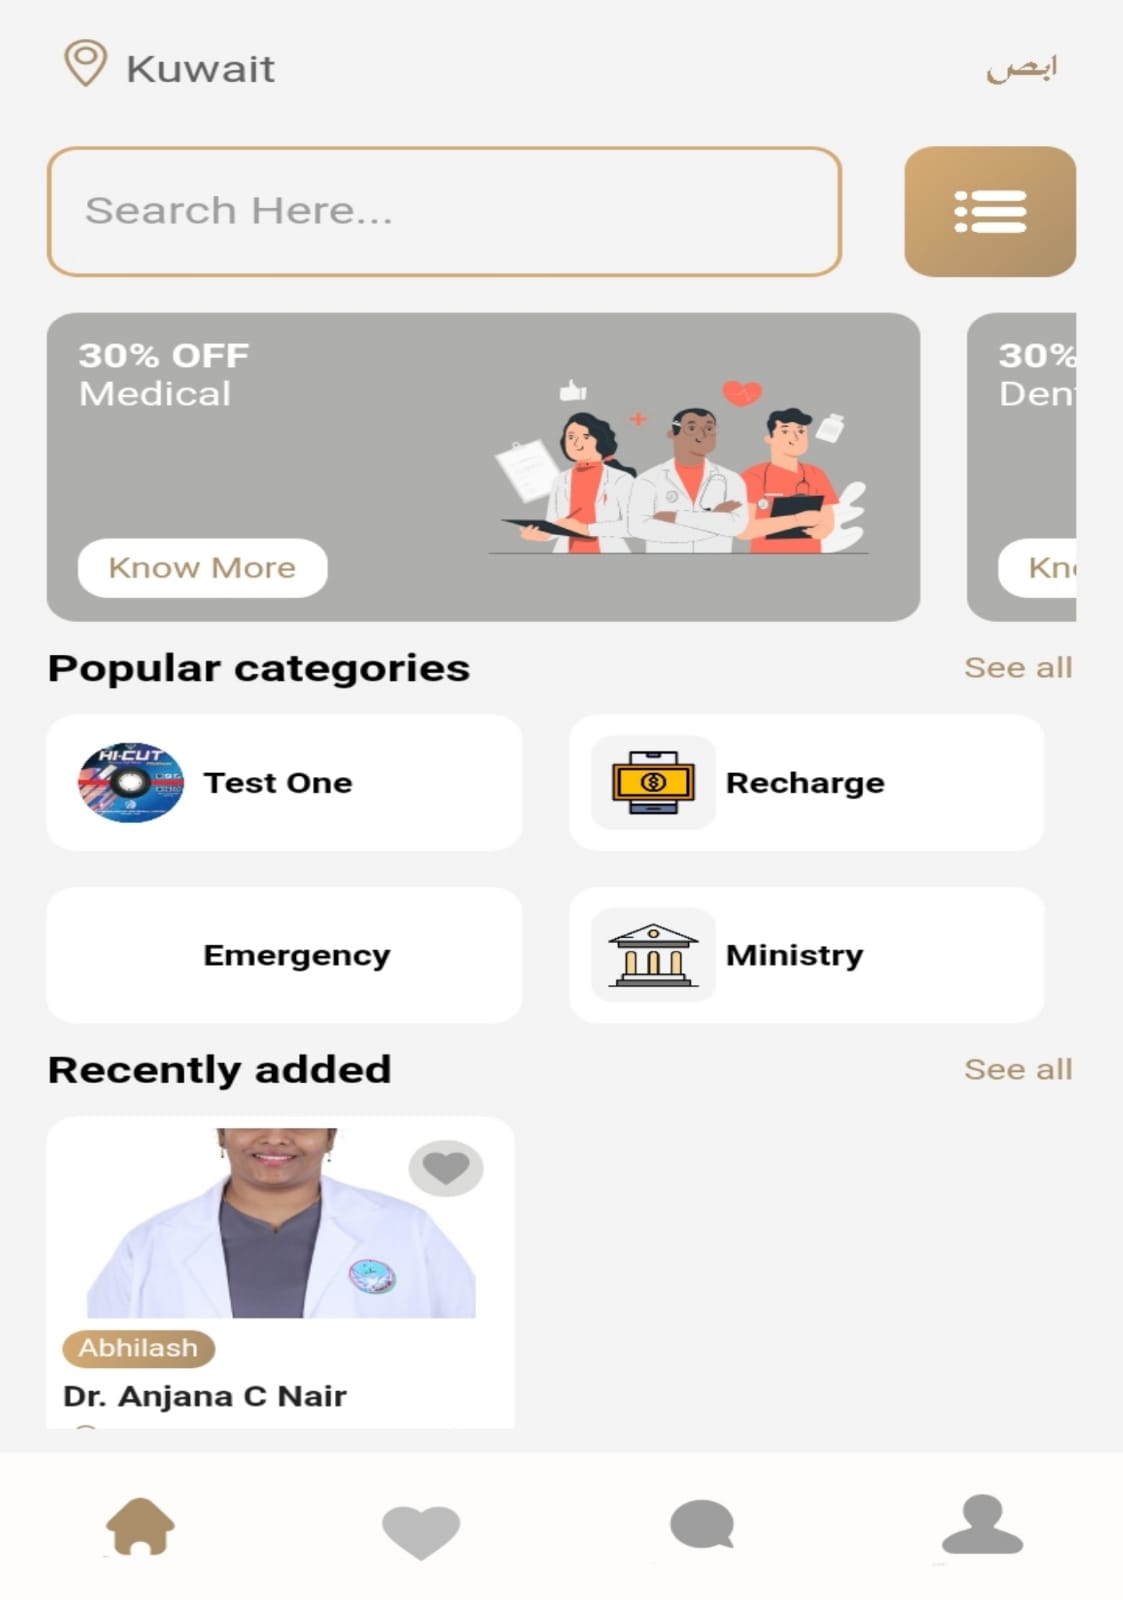 Kuwait
ابص
Search Here...
30% OFF
Medical
Know More
30%
Den
Kn
Popular categories
See all
HI-CUT
Test One
Recharge
Emergency
Ministry
Recently added
See all
Abhilash
Dr. Anjana C Nair